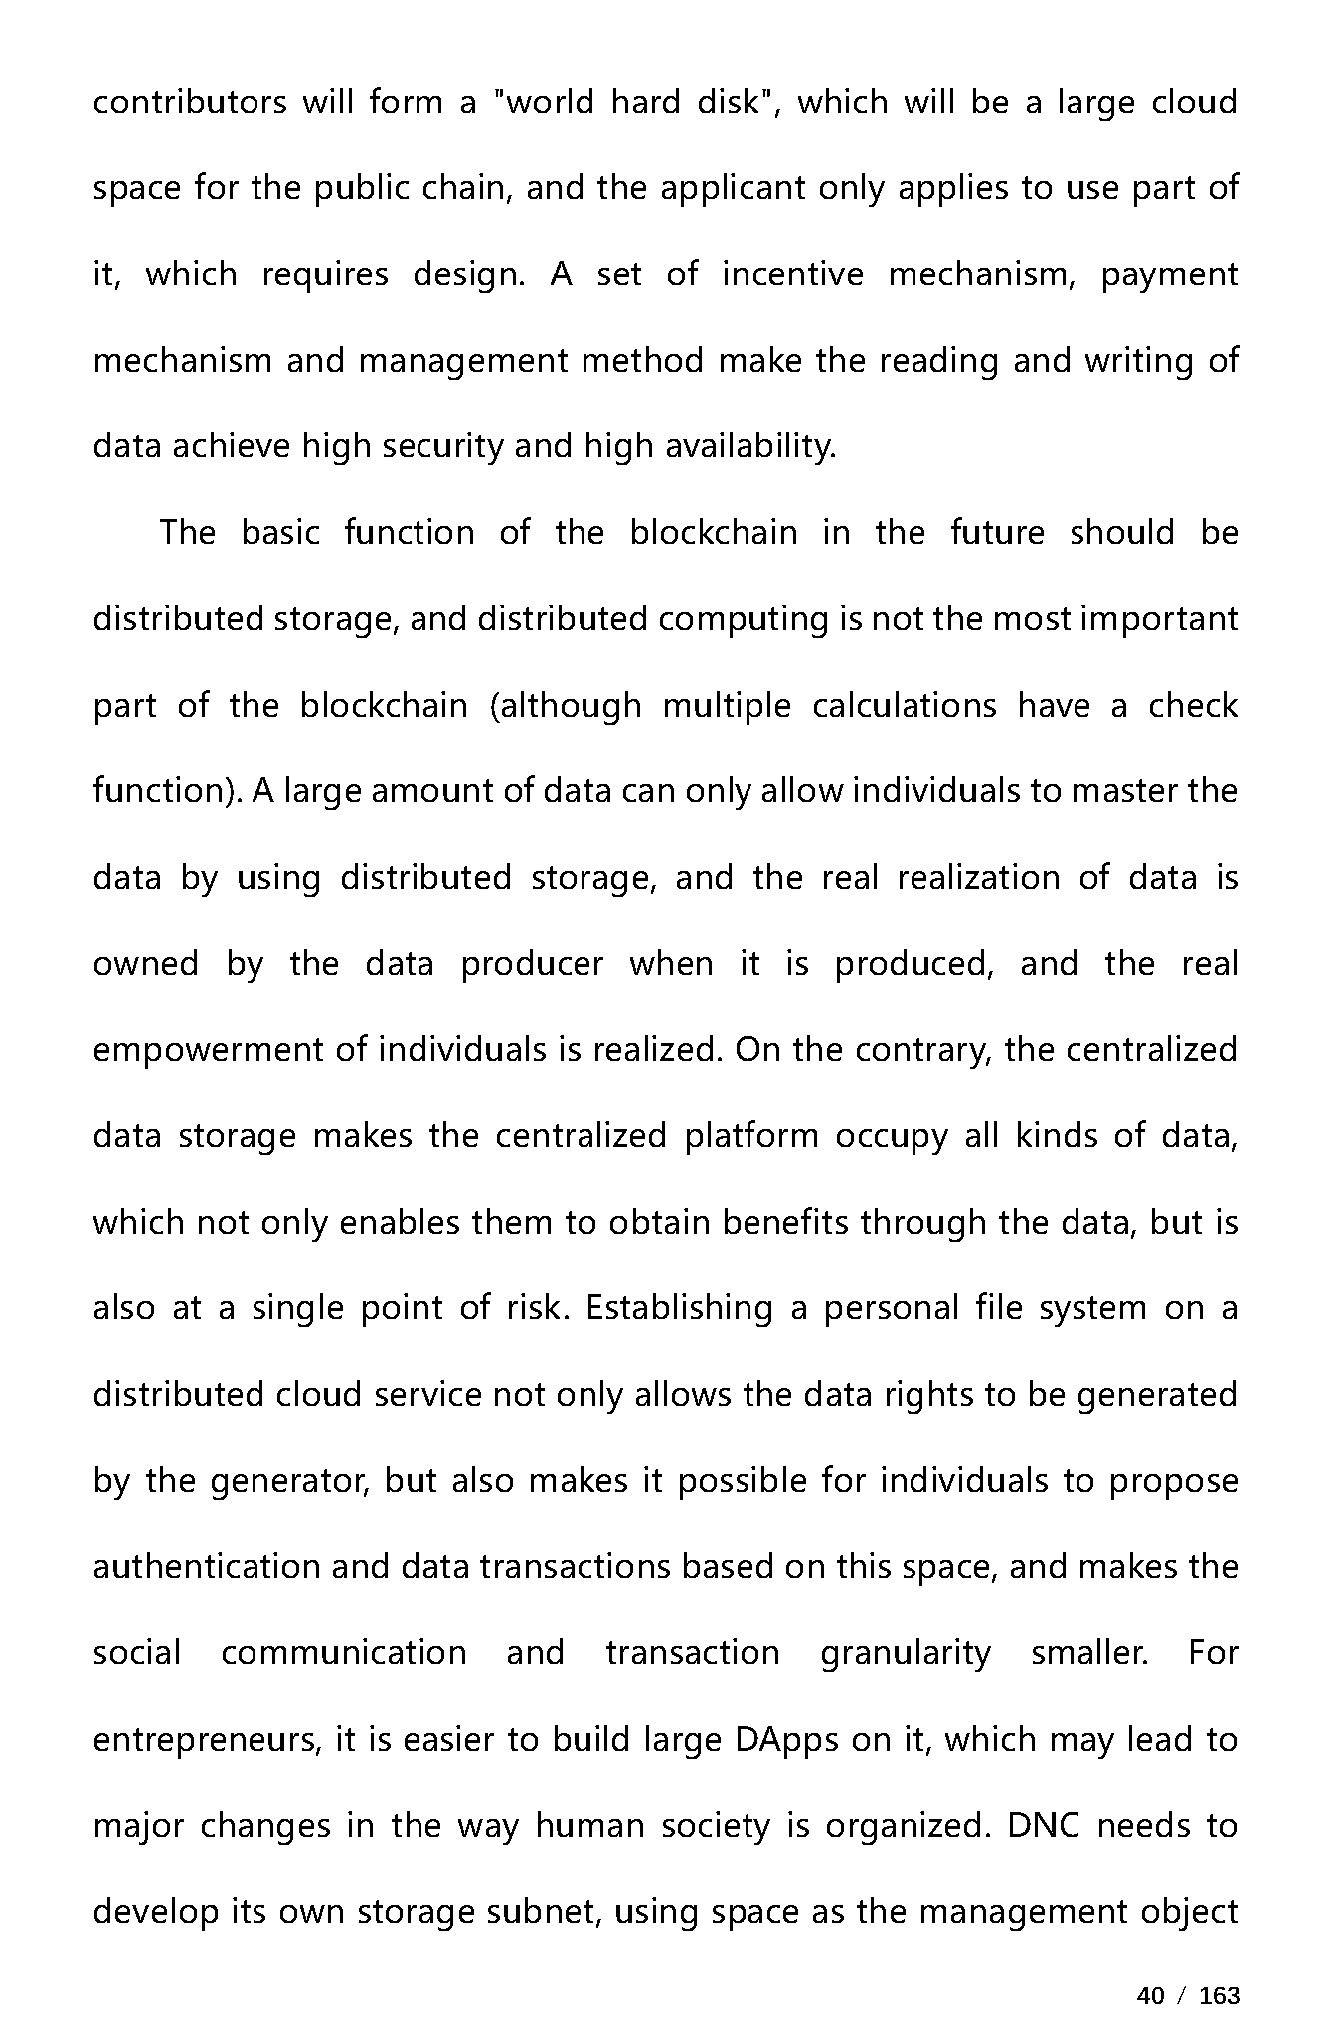 contributors will form a "world hard disk", which will be a large cloud
space for the public chain, and the applicant only applies to use part of
it, which requires design. A set of incentive mechanism, payment
mechanism and management method make the reading and writing of
data achieve high security and high availability.
The basic function of the blockchain in the future should be
distributed storage, and distributed computing is not the most important
part of the blockchain (although multiple calculations have a check
function). A large amount of data can only allow individuals to master the
data by using distributed storage, and the real realization of data is
owned by the data producer when it is produced, and the real
empowerment of individuals is realized. On the contrary, the centralized
data storage makes the centralized platform occupy all kinds of data,
which not only enables them to obtain benefits through the data, but is
also at a single point of risk. Establishing a personal file system on a
distributed cloud service not only allows the data rights to be generated
by the generator, but also makes it possible for individuals to propose
authentication and data transactions based on this space, and makes the
social communication and transaction granularity smaller. For
entrepreneurs, it is easier to build large DApps on it, which may lead to
major changes in the way human society is organized. DNC needs to
develop its own storage subnet, using space as the management object
40 / 163